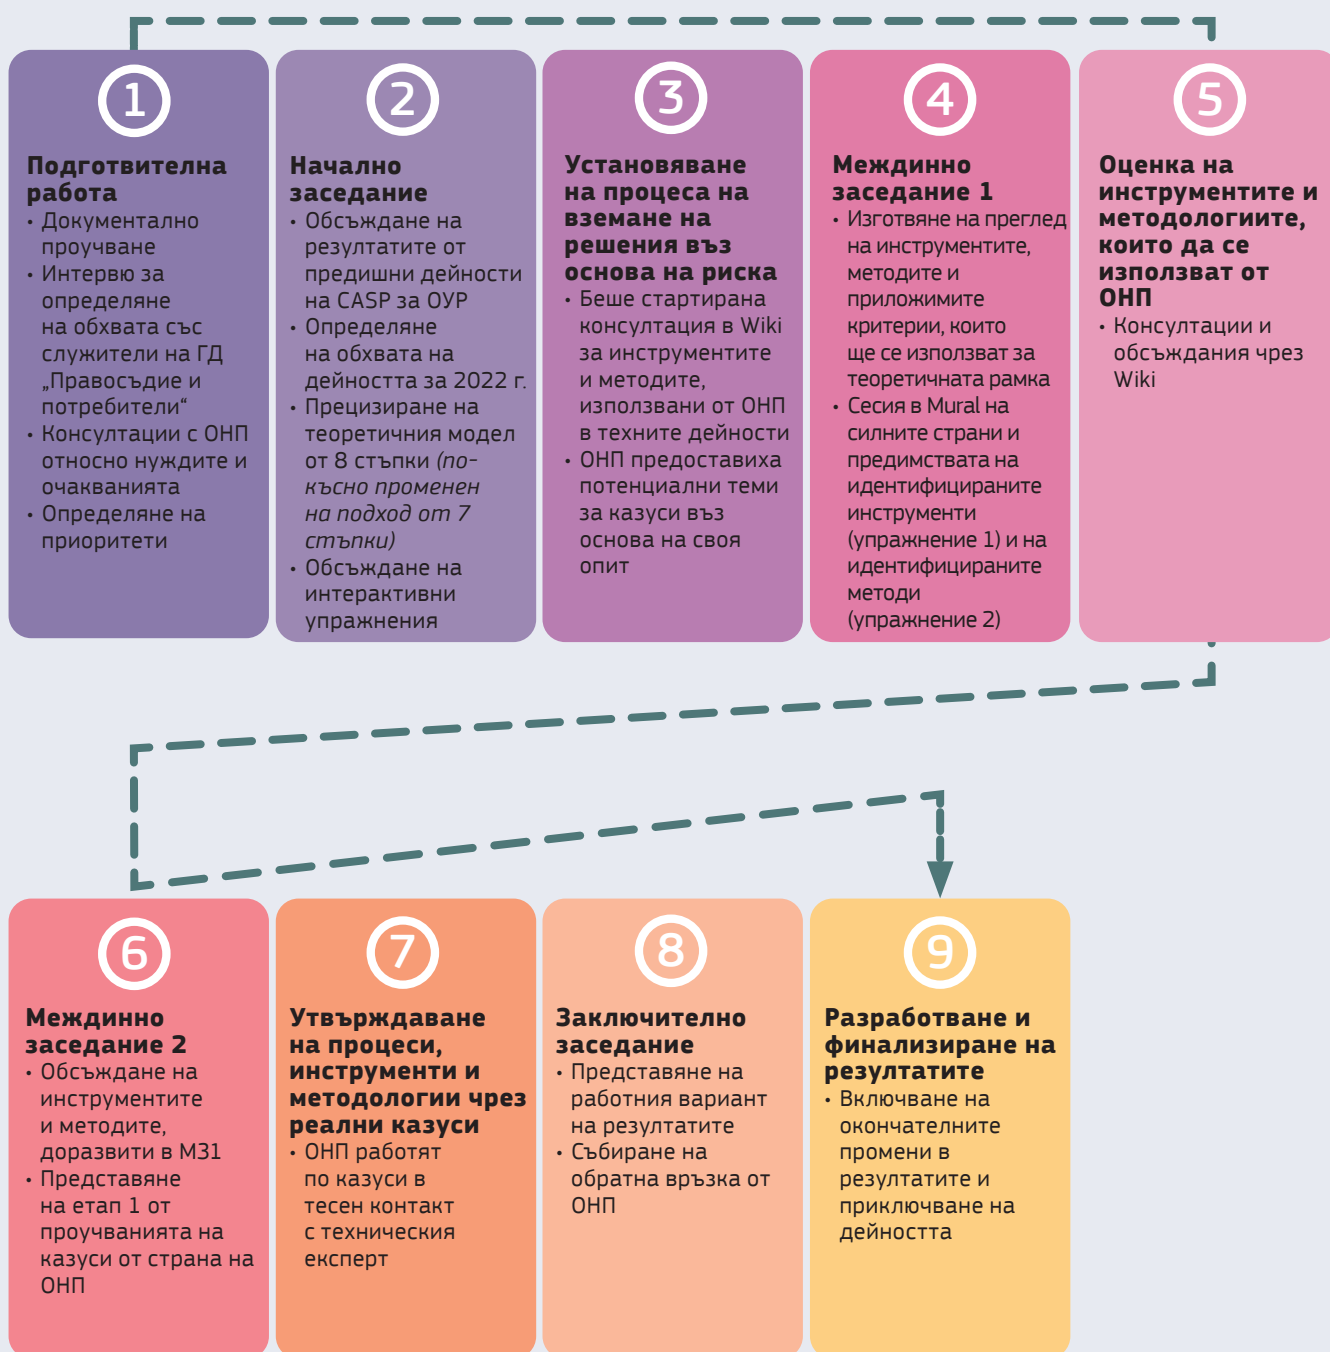 1
Подготвителна
работа
• Документално
проучване
• Интервю за
определяне
на обхвата със
служители на ГД
„Правосъдие и
потребители“
• Консултации с ОНП
относно нуждите и
очакванията
• Определяне на
приоритети
2
Начално
заседание
• Обсъждане на
резултатите от
предишни дейности
на CASP за ОУР
• Определяне
на обхвата на
дейността за 2022 г.
• Прецизиране на
теоретичния модел
от 8 стъпки (по-
късно променен
на подход от 7
стъпки)
• Обсъждане на
интерактивни
упражнения
3
Установяване
на процеса на
вземане на
решения въз
основа на риска
• Беше стартирана
консултация в Wiki
за инструментите
и методите,
използвани от ОНП
в техните дейности
• ОНП предоставиха
потенциални теми
за казуси въз
основа на своя
опит
4
Междинно
заседание 1
• Изготвяне на преглед
на инструментите,
методите и
приложимите
критерии, които
ще се използват за
теоретичната рамка
• Сесия в Mural на
силните страни и
предимствата на
идентифицираните
инструменти
(упражнение 1) и на
идентифицираните
методи
(упражнение 2)
5
Оценка на
инструментите и
методологиите,
които да се
използват от
ОНП
• Консултации и
обсъждания чрез
Wiki
6
Междинно
заседание 2
• Обсъждане на
инструментите
и методите,
доразвити в МЗ1
• Представяне
на етап 1 от
проучванията на
казуси от страна на
ОНП
7
Утвърждаване
на процеси,
инструменти и
методологии чрез
реални казуси
• ОНП работят
по казуси в
тесен контакт
с техническия
експерт
8
Заключително
заседание
• Представяне на
работния вариант
на резултатите
• Събиране на
обратна връзка от
ОНП
9
Разработване и
финализиране на
резултатите
• Включване на
окончателните
промени в
резултатите и
приключване на
дейността